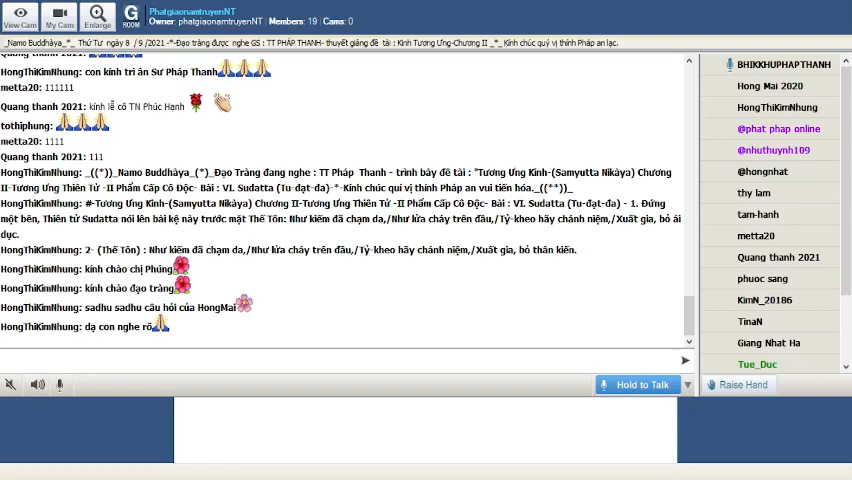 PhatgiaonamtruyenNT
Owner: phatgiaonamtruyenNT | Members: 19 | Cams: 0
View Cam
My Cam
Enlarge
G
ROOM
_Namo Buddhàya_*_ Thứ Tư ngày 8 / 9 /2021 -*-Đạo tràng được nghe GS : TT PHÁP THANH- thuyết giảng đề tài : Kinh Tương Ưng-Chương II _*_ Kính chúc quý vị thính Pháp an lạc.
Quang thanh 2021:
HongThiKimNhung: con kính tri ân Sư Pháp Thanh
metta20: 111111
Quang thanh 2021: kính lễ cô TN Phúc Hạnh
tothiphung:
metta20: 1111
Quang thanh 2021: 111
HongThiKimNhung: _((*))_Namo Buddhàya_(*)_Đạo Tràng đang nghe : TT Pháp Thanh - trình bày đề tài : "Tương Ưng Kinh-(Samyutta Nikàya) Chương
II-Tương Ưng Thiên Tử -II Phẩm Cấp Cô Độc- Bài : VI. Sudatta (Tu-đạt-đa)-*-Kính chúc quí vị thính Pháp an vui tiến hóa._((**))_
HongThiKimNhung: #-Tương Ưng Kinh-(Samyutta Nikàya) Chương II-Tương Ưng Thiên Tử -II Phẩm Cấp Cô Độc- Bài : VI. Sudatta (Tu-đạt-đa) - 1. Đứng
một bên, Thiên tử Sudatta nói lên bài kệ này trước mặt Thế Tôn: Như kiếm đã chạm da,/Như lửa cháy trên đầu,/Tỷ-kheo hãy chánh niệm,/Xuất gia, bỏ ái
dục.
HongThiKimNhung: 2- (Thế Tôn) : Như kiếm đã chạm da,/Như lửa cháy trên đầu,/Tỷ-kheo hãy chánh niệm,/Xuất gia, bỏ thân kiến.
HongThiKimNhung: kính chào chị Phúng
HongThiKimNhung: kính chào đạo tràng
HongThiKimNhung: sadhu sadhu câu hỏi của HongMai
HongThiKimNhung: dạ con nghe rõ
Hold to Talk
BHIKKHUPHAPTHANH
Hong Mai 2020
HongThiKimNhung
@phat phap online
@nhuthuynh109
@hongnhat
thy lam
tam-hanh
metta20
Quang thanh 2021
phuoc sang
KimN_20186
TinaN
Giang Nhat Ha
Tue_Duc
Raise Hand